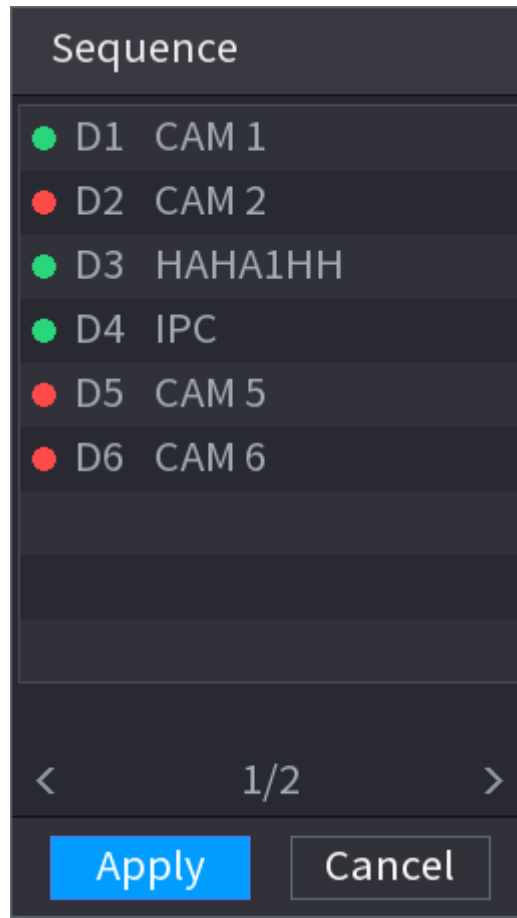 Sequence
D1 CAM 1
D2 CAM 2
D3 HAHA1HH
D4 IPC
D5 CAM 5
D6 CAM 6
< 1/2 >
Apply Cancel